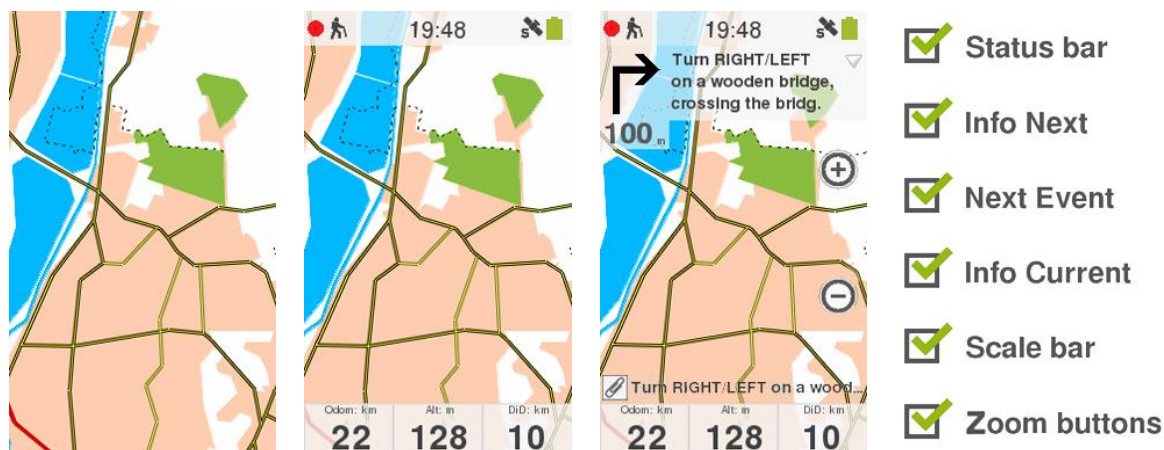 19:48
S
Odom: km
Alt: m
DiD: km
22
128
10
19:48
S
Turn RIGHT/LEFT
on a wooden bridge,
crossing the bridg.
100 m
Turn RIGHT/LEFT on a wood...
Odom: km
Alt: m
DiD: km
22
128
10
Status bar
Info Next
Next Event
Info Current
Scale bar
Zoom buttons